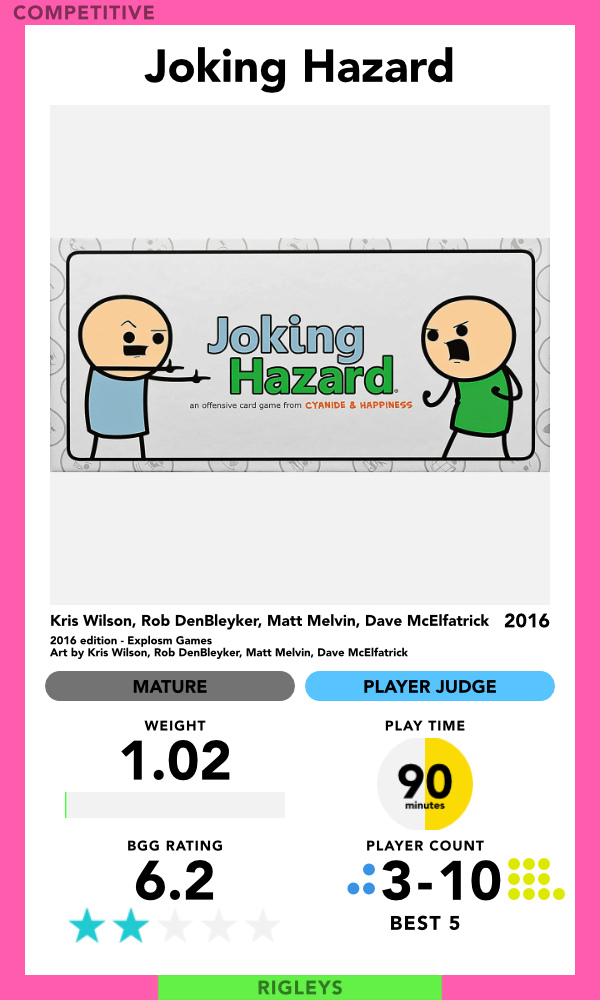 COMPETITIVE
Joking Hazard
Joking
Hazard
an offensive card game from CYANIDE & HAPPINESS
Kris Wilson, Rob DenBleyker, Matt Melvin, Dave McElfatrick 2016
2016 edition - Explosm Games
Art by Kris Wilson, Rob DenBleyker, Matt Melvin, Dave McElfatrick
MATURE
PLAYER JUDGE
WEIGHT
1.02
PLAY TIME
90
minutes
BGG RATING
6.2
PLAYER COUNT
3-10
BEST 5
RIGLEYS